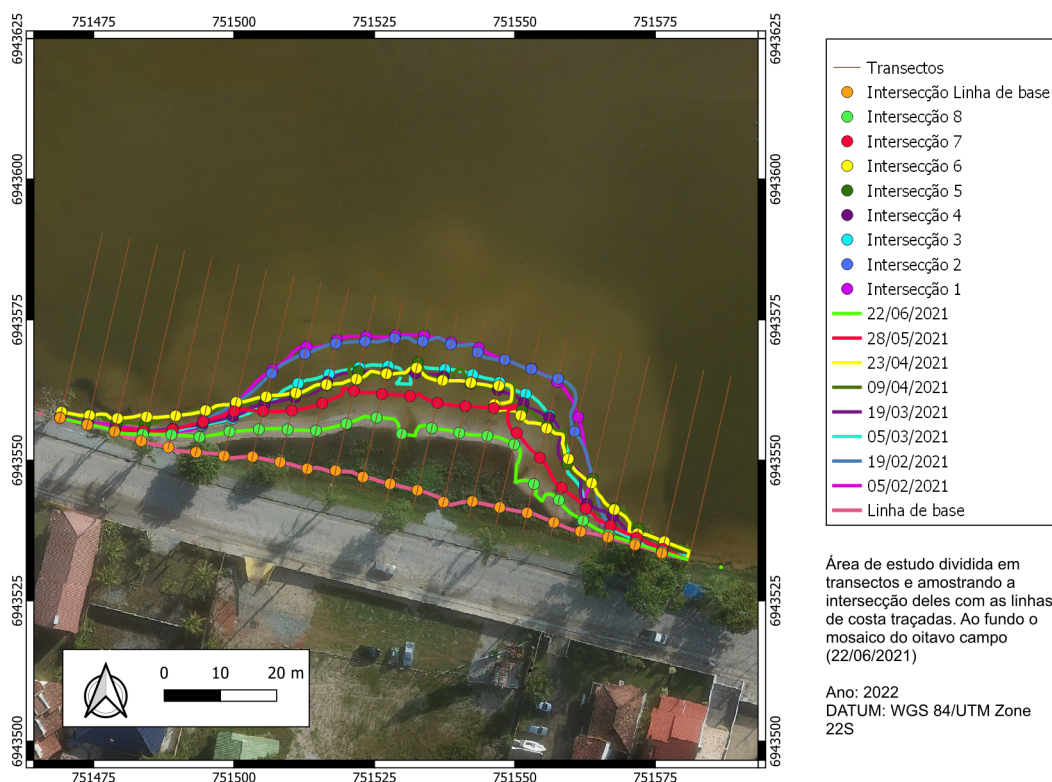 751475
751500
751525
751550
751575
6943625
6943625
6943600
6943600
6943575
6943575
6943550
6943550
6943525
6943525
6943500
6943500
0
10
20 m
751475
751500
751525
751550
751575
Transectos
Intersecção Linha de base
Intersecção 8
Intersecção 7
Intersecção 6
Intersecção 5
Intersecção 4
Intersecção 3
Intersecção 2
Intersecção 1
22/06/2021
28/05/2021
23/04/2021
09/04/2021
19/03/2021
05/03/2021
19/02/2021
05/02/2021
Linha de base
Área de estudo dividida em
transectos e amostrando a
intersecção deles com as linhas
de costa traçadas. Ao fundo o
mosaico do oitavo campo
(22/06/2021)
Ano: 2022
DATUM: WGS 84/UTM Zone
22S